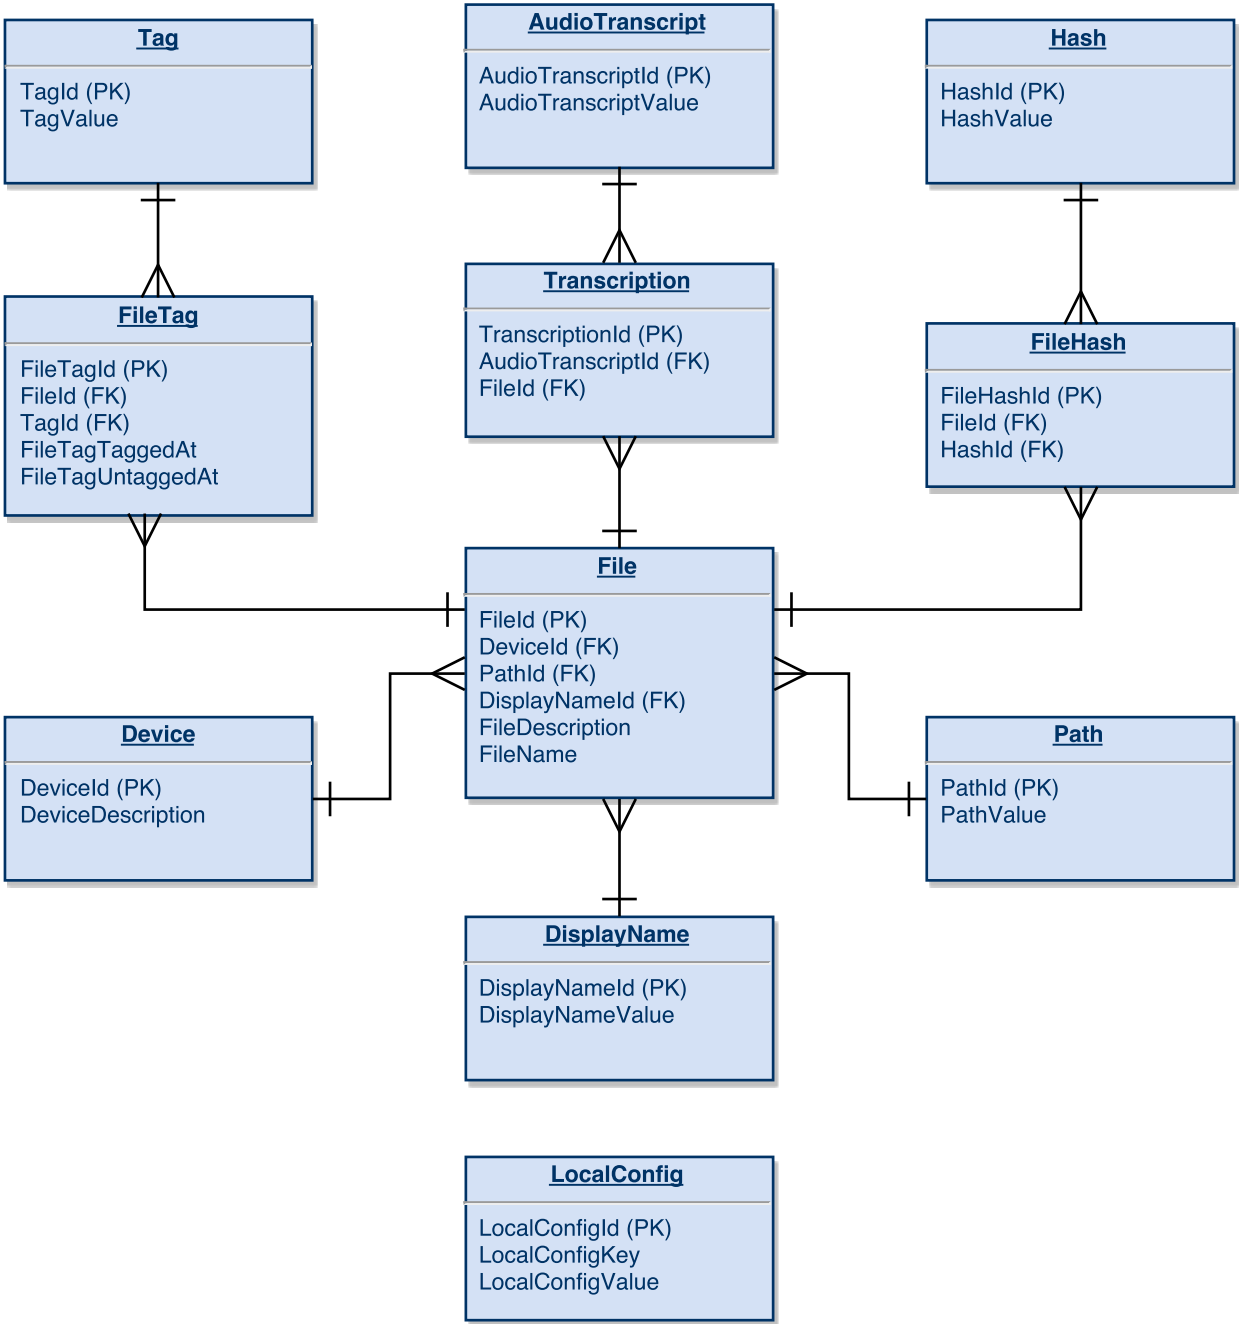 Tag
TagId (PK)
TagValue
AudioTranscript
AudioTranscriptId (PK)
AudioTranscriptValue
Hash
HashId (PK)
HashValue
FileTag
FileTagId (PK)
FileId (FK)
TagId (FK)
FileTagTaggedAt
FileTagUntaggedAt
Transcription
TranscriptionId (PK)
AudioTranscriptId (FK)
FileId (FK)
FileHash
FileHashId (PK)
FileId (FK)
HashId (FK)
File
FileId (PK)
DeviceId (FK)
PathId (FK)
DisplayNameId (FK)
FileDescription
FileName
Device
DeviceId (PK)
DeviceDescription
Path
PathId (PK)
PathValue
DisplayName
DisplayNameId (PK)
DisplayNameValue
LocalConfig
LocalConfigId (PK)
LocalConfigKey
LocalConfigValue